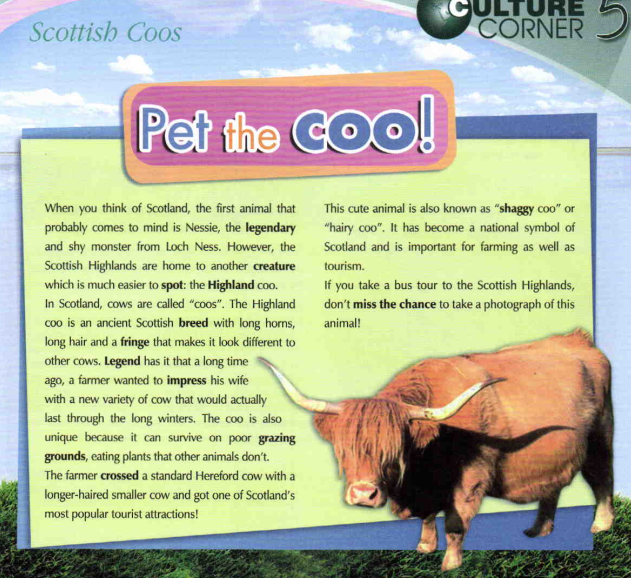 Scottish Coos
CULTURE
CORNER 5
Pet the coo!
When you think of Scotland, the first animal that
probably comes to mind is Nessie, the legendary
and shy monster from Loch Ness. However, the
Scottish Highlands are home to another creature
which is much easier to spot: the Highland coo.
In Scotland, cows are called "coos". The Highland
coo is an ancient Scottish breed with long horns,
long hair and a fringe that makes it look different to
other cows. Legend has it that a long time
ago, a farmer wanted to impress his wife
with a new variety of cow that would actually
last through the long winters. The coo is also
unique because it can survive on poor grazing
grounds, eating plants that other animals don't.
The farmer crossed a standard Hereford cow with a
longer-haired smaller cow and got one of Scotland's
most popular tourist attractions!
This cute animal is also known as "shaggy coo" or
"hairy coo". It has become a national symbol of
Scotland and is important for farming as well as
tourism.
If you take a bus tour to the Scottish Highlands,
don't miss the chance to take a photograph of this
animal!